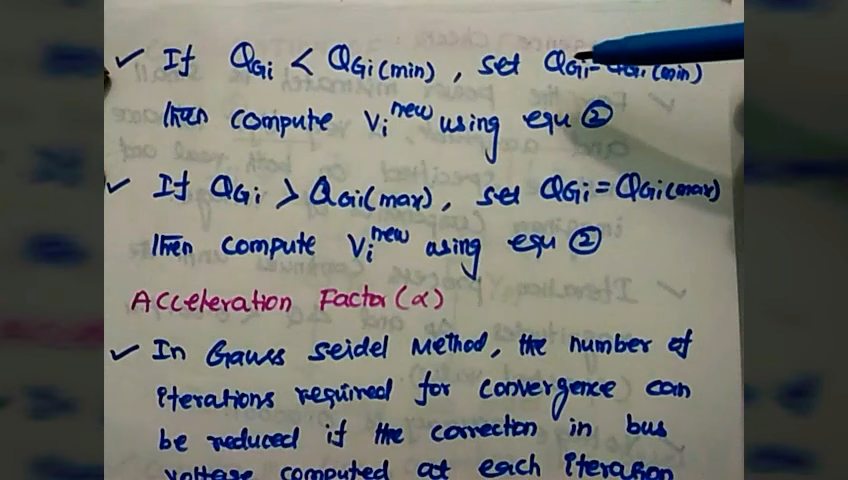 ✓ If QGi < QGi(min), set QGi = QGi(min)
then compute Vi^new using equ ②
✓ If QGi > QGi(max), set QGi = QGi(max)
then compute Vi^new using equ ②
Acceleration Factor (α)
✓ In Gauss Seidel Method, the number of
iterations required for convergence can
be reduced if the correction in bus
voltage computed at each iteration